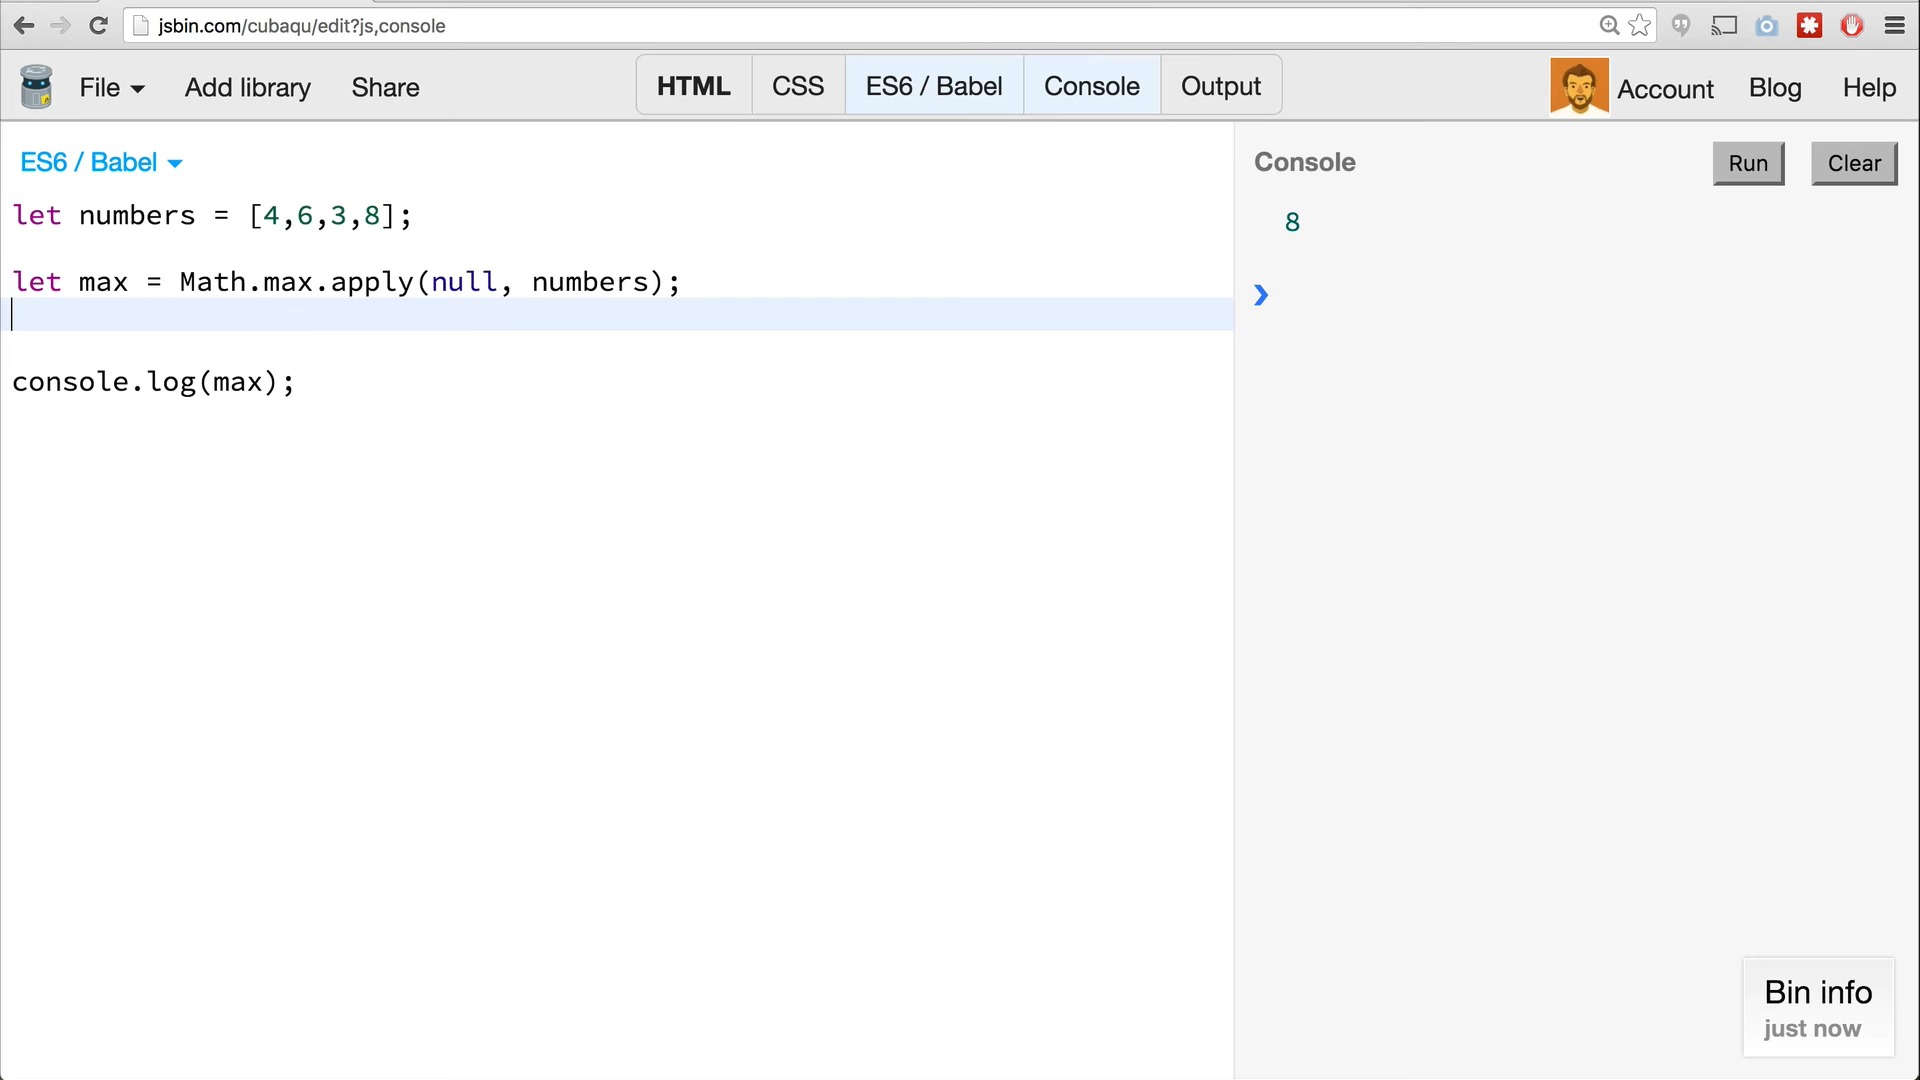 jsbin.com/cubaqu/edit?js,console
File Add library Share HTML CSS ES6 / Babel Console Output Account Blog Help
ES6 / Babel
let numbers = [4,6,3,8];
let max = Math.max.apply(null, numbers);
console.log(max);
Console Run Clear
8
Bin info
just now